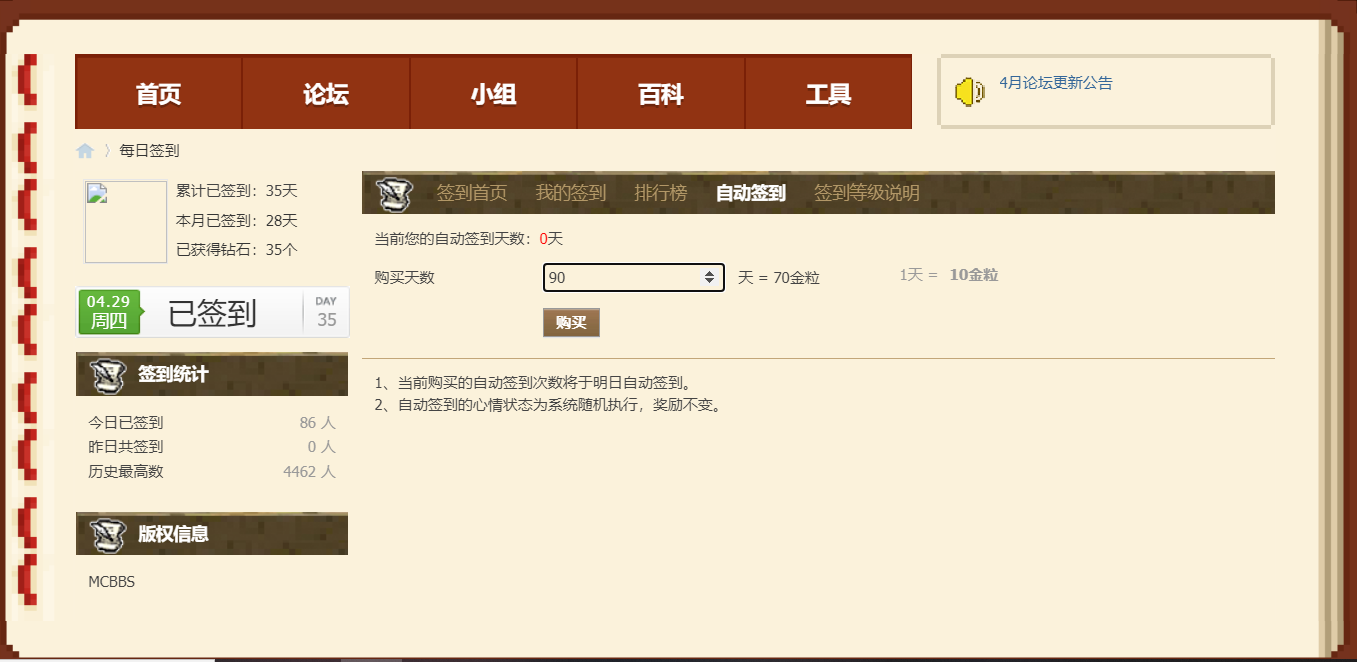 首页 论坛 小组 百科 工具
4月论坛更新公告
每日签到
累计已签到：35天
本月已签到：28天
已获得钻石：35个
04.29
周四
已签到
DAY
35
签到统计
今日已签到 86 人
昨日共签到 0 人
历史最高数 4462 人
版权信息
MCBBS
签到首页 我的签到 排行榜 自动签到 签到等级说明
当前您的自动签到天数：0天
购买天数 90 天 = 70金粒 1天 = 10金粒
购买
1、当前购买的自动签到次数将于明日自动签到。
2、自动签到的心情状态为系统随机执行，奖励不变。